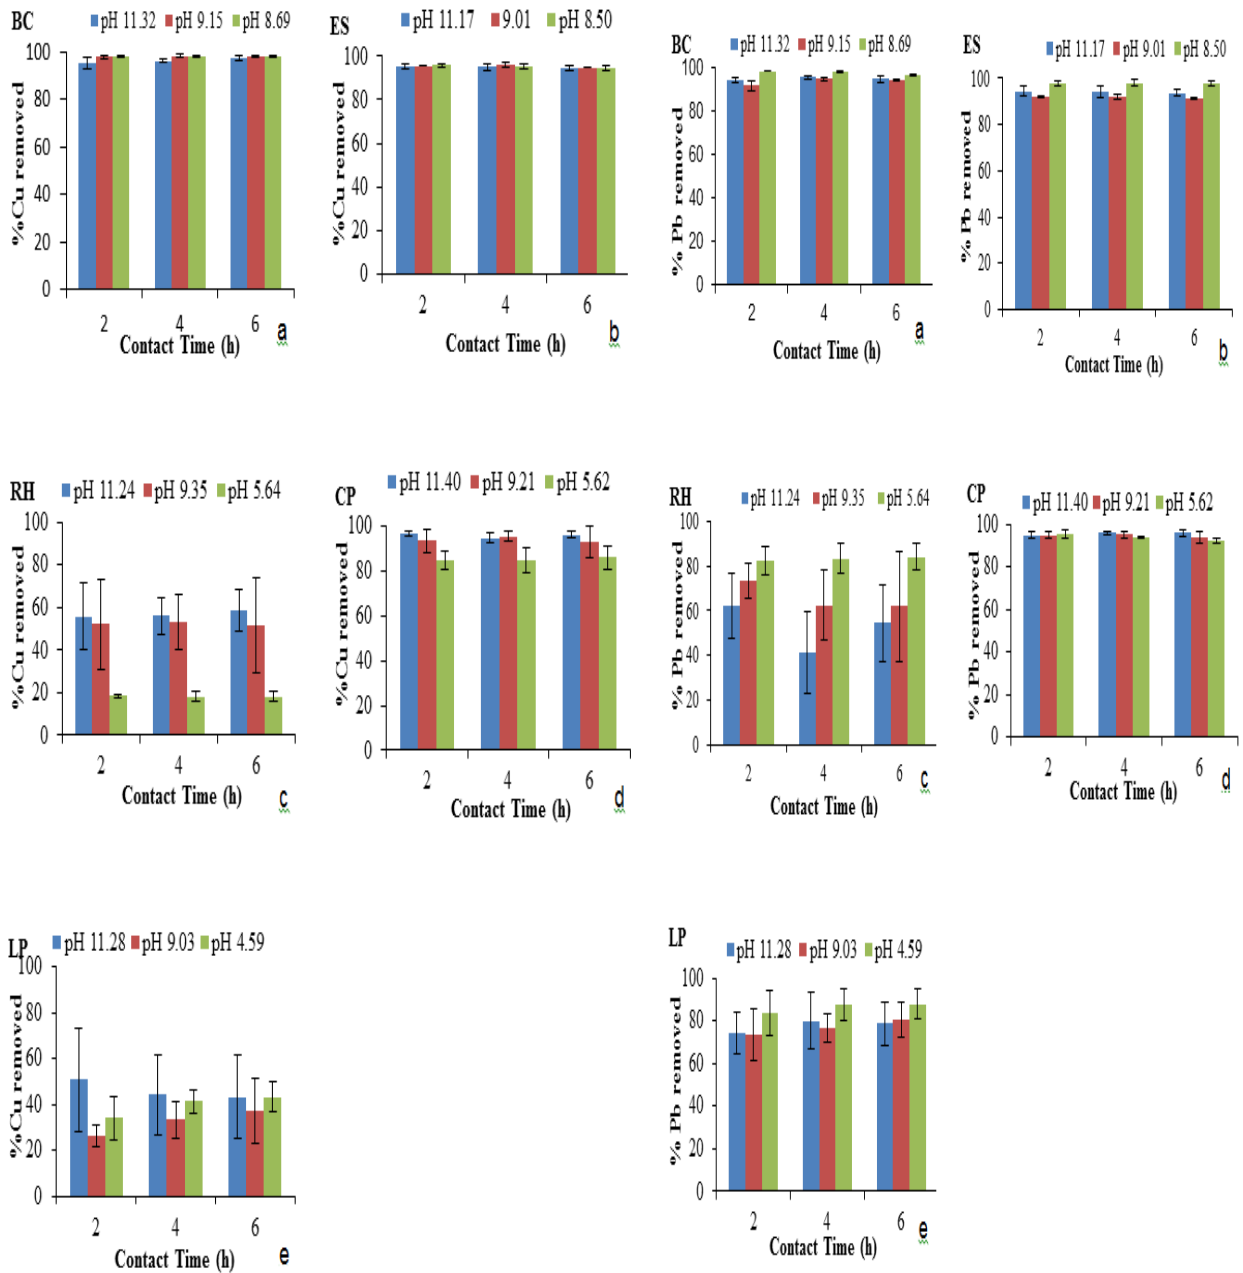 BC
pH 11.32 pH 9.15 pH 8.69
%Cu removed
100
80
60
40
20
0
2 4 6
Contact Time (h)
a
ES
pH 11.17 9.01 pH 8.50
%Cu removed
100
80
60
40
20
0
2 4 6
Contact Time (h)
b
BC
pH 11.32 pH 9.15 pH 8.69
% Pb removed
100
80
60
40
20
0
2 4 6
Contact Time (h)
a
ES
pH 11.17 pH 9.01 pH 8.50
% Pb removed
100
80
60
40
20
0
2 4 6
Contact Time (h)
b
RH
pH 11.24 pH 9.35 pH 5.64
%Cu removed
100
80
60
40
20
0
2 4 6
Contact Time (h)
c
CP
pH 11.40 pH 9.21 pH 5.62
%Cu removed
100
80
60
40
20
0
2 4 6
Contact Time (h)
d
RH
pH 11.24 pH 9.35 pH 5.64
% Pb removed
100
80
60
40
20
0
2 4 6
Contact Time (h)
c
CP
pH 11.40 pH 9.21 pH 5.62
% Pb removed
100
80
60
40
20
0
2 4 6
Contact Time (h)
d
LP
pH 11.28 pH 9.03 pH 4.59
%Cu removed
100
80
60
40
20
0
2 4 6
Contact Time (h)
e
LP
pH 11.28 pH 9.03 pH 4.59
% Pb removed
100
80
60
40
20
0
2 4 6
Contact Time (h)
e